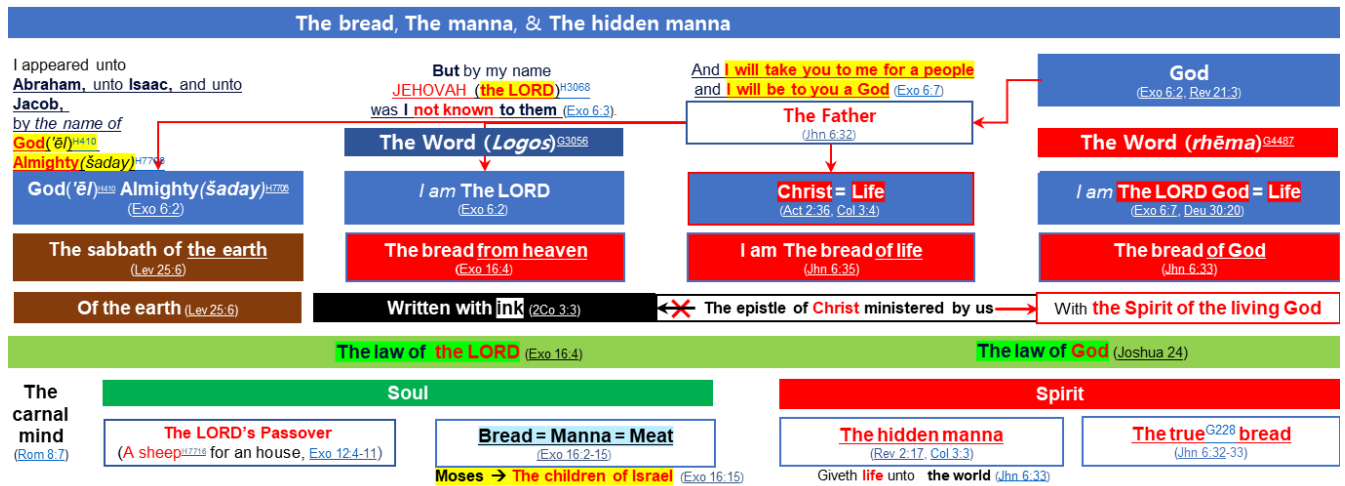 The bread, The manna, & The hidden manna
I appeared unto
Abraham, unto Isaac, and unto
Jacob,
by the name of
God('ēl)H410
Almighty(šaday)H7706
But by my name
JEHOVAH (the LORD)H3068
was I not known to them (Exo 6:3).
And I will take you to me for a people
and I will be to you a God (Exo 6:7)
The Father
(Jhn 6:32)
God
(Exo 6:2, Rev 21:3)
The Word (Logos)G3056
The Word (rhēma)G4487
God('ēl)H410 Almighty(šaday)H7706
(Exo 6:2)
I am The LORD
(Exo 6:2)
Christ = Life
(Act 2:36, Col 3:4)
I am The LORD God = Life
(Exo 6:7, Deu 30:20)
The sabbath of the earth
(Lev 25:6)
The bread from heaven
(Exo 16:4)
I am The bread of life
(Jhn 6:35)
The bread of God
(Jhn 6:33)
Of the earth (Lev 25:6)
Written with ink (2Co 3:3)
The epistle of Christ ministered by us
With the Spirit of the living God
The law of the LORD (Exo 16:4)
The law of God (Joshua 24)
The
carnal
mind
(Rom 8:7)
Soul
Spirit
The LORD's Passover
(A sheepH7716 for an house, Exo 12:4-11)
Bread = Manna = Meat
(Exo 16:2-15)
Moses → The children of Israel (Exo 16:15)
The hidden manna
(Rev 2:17, Col 3:3)
Giveth life unto the world (Jhn 6:33)
The trueG228 bread
(Jhn 6:32-33)